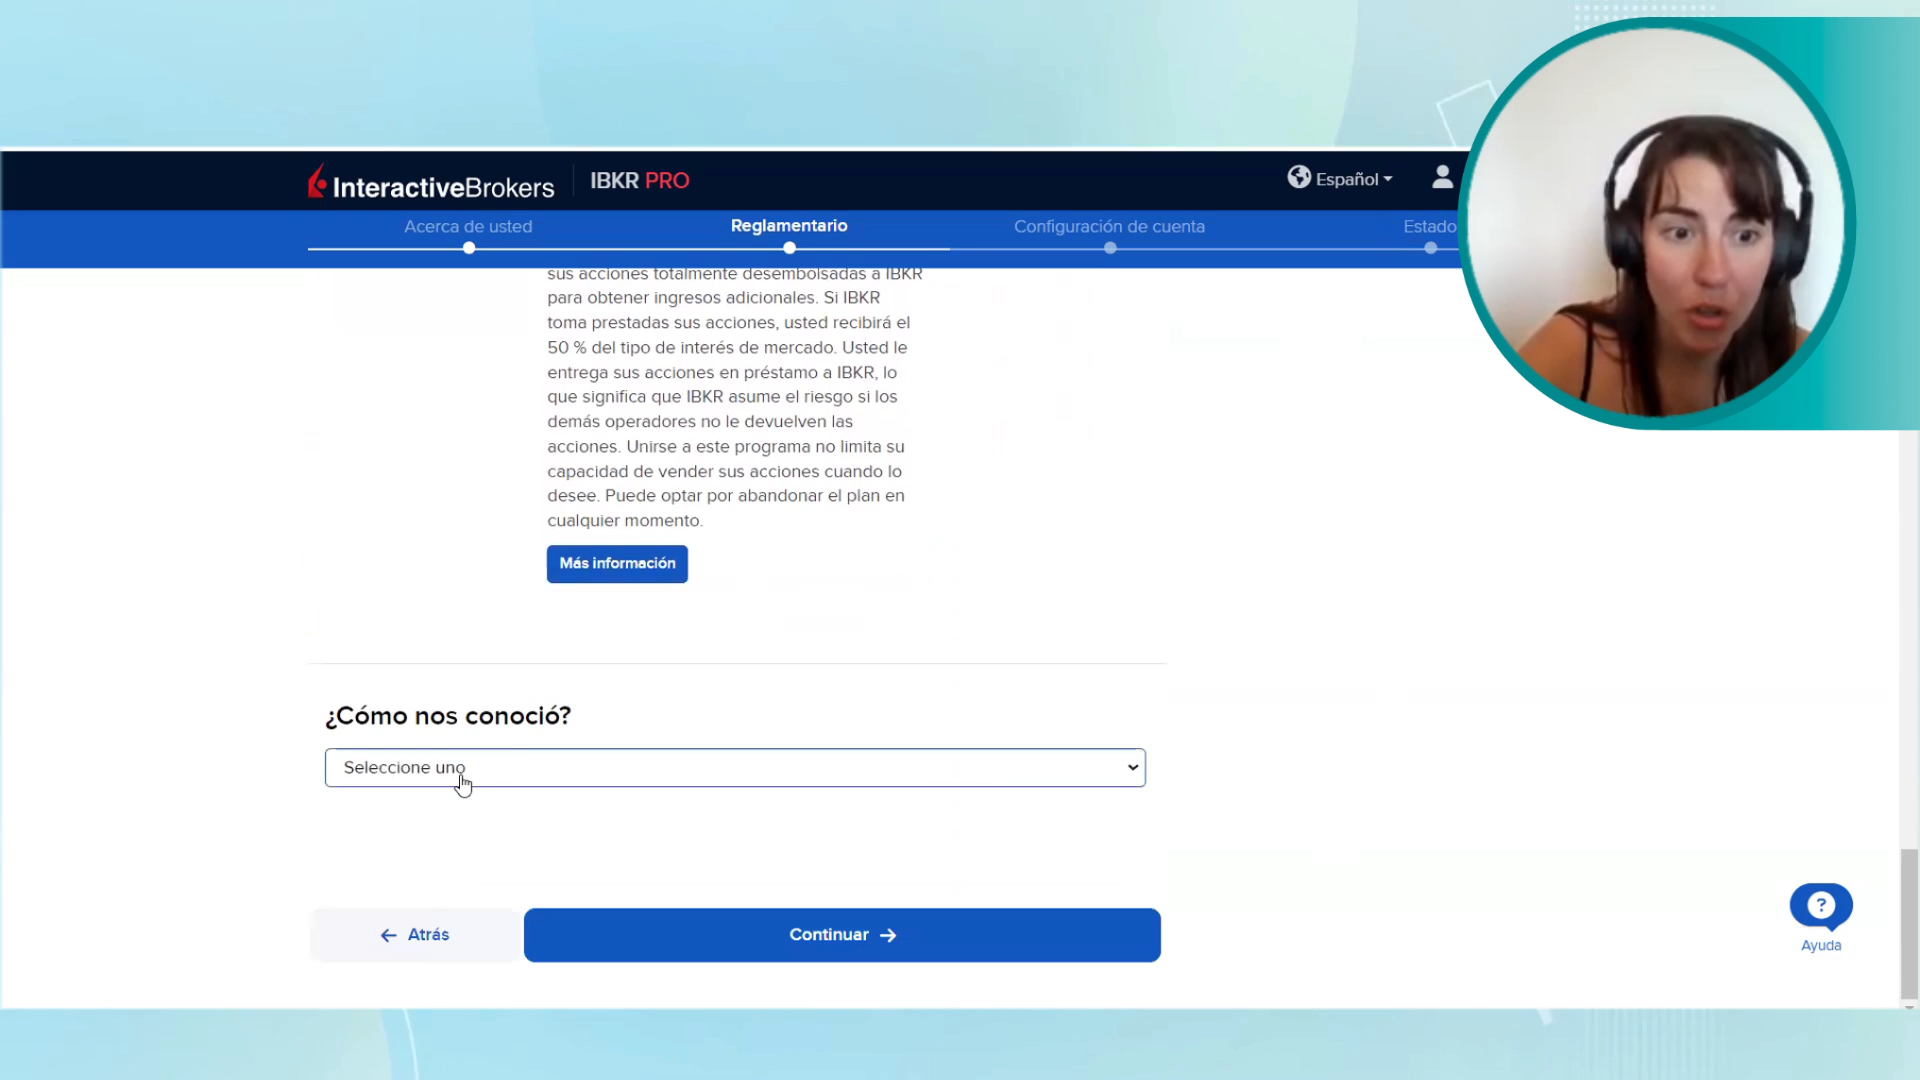 InteractiveBrokers
IBKR PRO
Español
Acerca de usted
Reglamentario
Configuración de cuenta
Estado
sus acciones totalmente desembolsadas a IBKR
para obtener ingresos adicionales. Si IBKR
toma prestadas sus acciones, usted recibirá el
50 % del tipo de interés de mercado. Usted le
entrega sus acciones en préstamo a IBKR, lo
que significa que IBKR asume el riesgo si los
demás operadores no le devuelven las
acciones. Unirse a este programa no limita su
capacidad de vender sus acciones cuando lo
desee. Puede optar por abandonar el plan en
cualquier momento.
Más información
¿Cómo nos conoció?
Seleccione uno
Atrás
Continuar
?
Ayuda